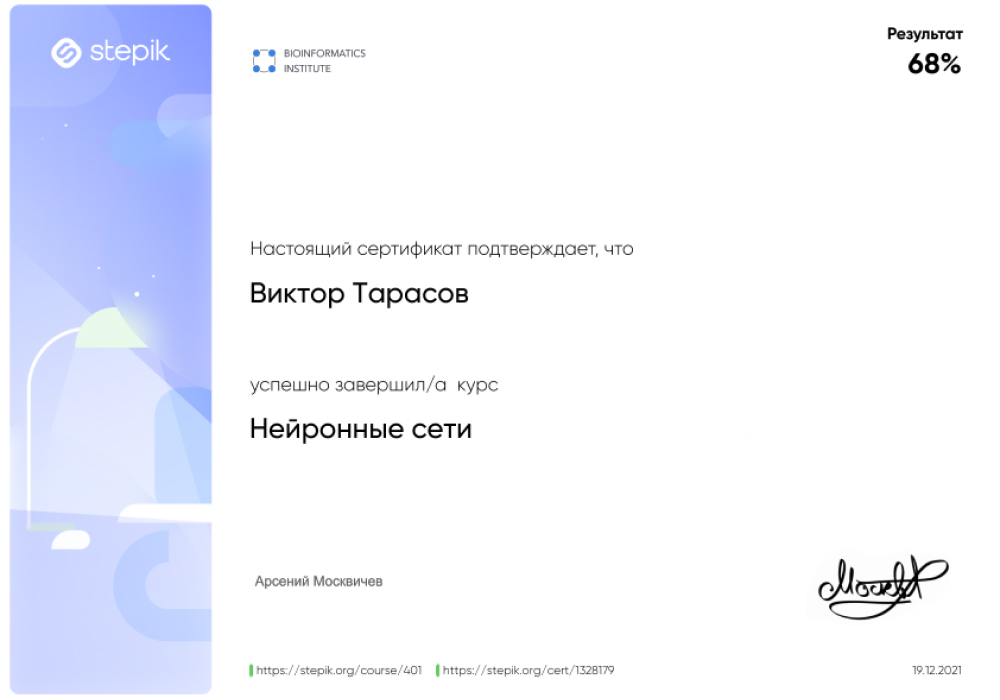 stepik
BIOINFORMATICS
INSTITUTE
Результат
68%
Настоящий сертификат подтверждает, что
Виктор Тарасов
успешно завершил/а курс
Нейронные сети
Арсений Москвичев
https://stepik.org/course/401 https://stepik.org/cert/1328179
19.12.2021